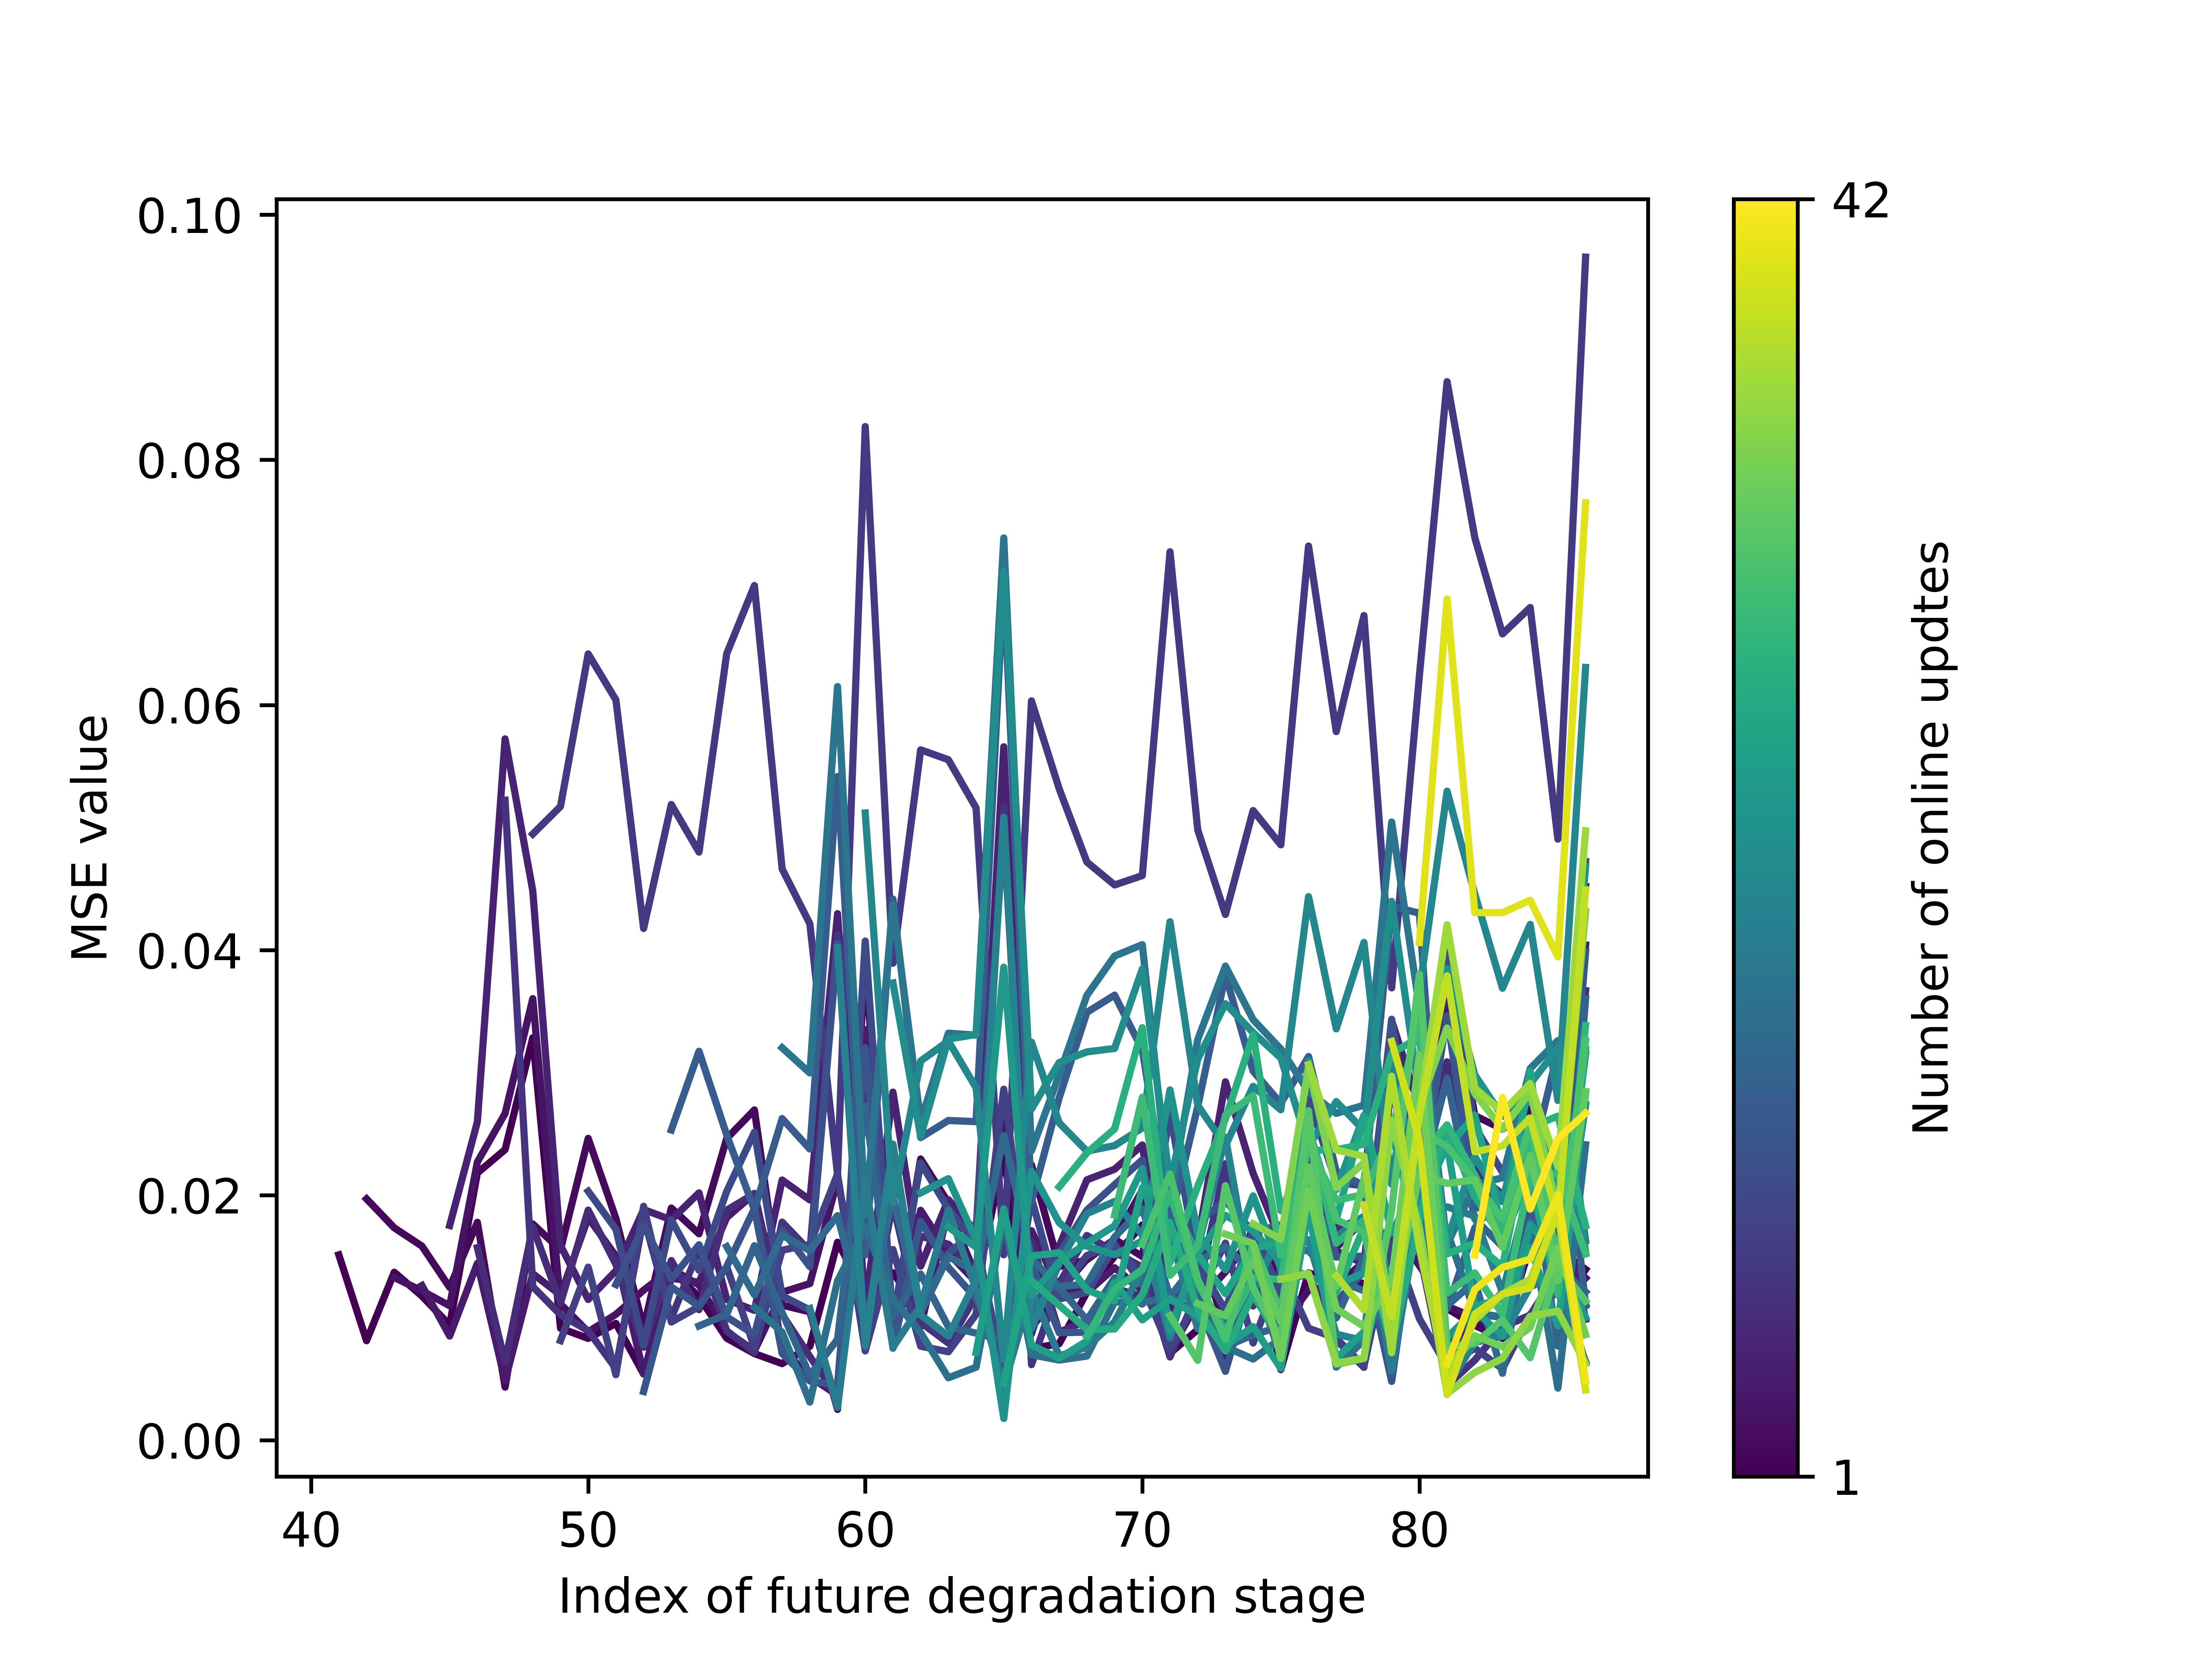 0.10
0.08
0.06
0.04
0.02
0.00
MSE value
40 50 60 70 80
Index of future degradation stage
42
1
Number of online updtes